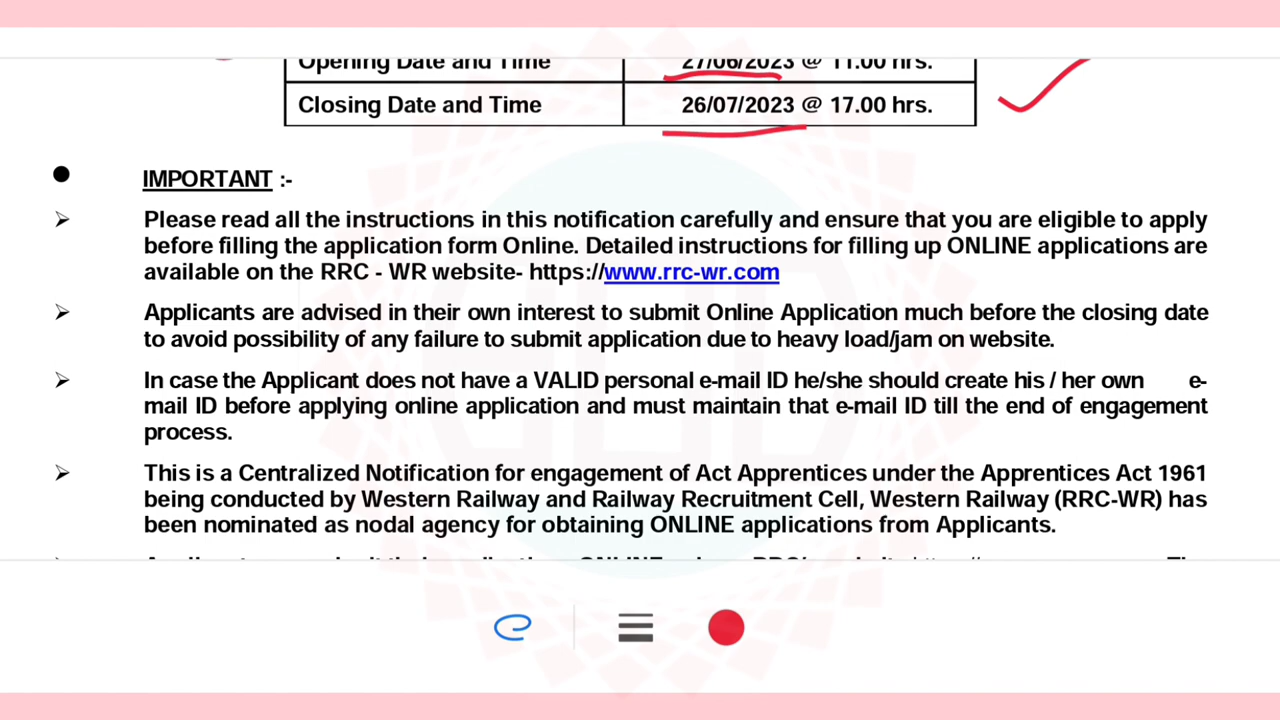 Opening Date and Time 27/06/2023 @ 11.00 hrs.
Closing Date and Time 26/07/2023 @ 17.00 hrs.
● IMPORTANT :-
➢ Please read all the instructions in this notification carefully and ensure that you are eligible to apply
before filling the application form Online. Detailed instructions for filling up ONLINE applications are
available on the RRC - WR website- https://www.rrc-wr.com
➢ Applicants are advised in their own interest to submit Online Application much before the closing date
to avoid possibility of any failure to submit application due to heavy load/jam on website.
➢ In case the Applicant does not have a VALID personal e-mail ID he/she should create his / her own e-
mail ID before applying online application and must maintain that e-mail ID till the end of engagement
process.
➢ This is a Centralized Notification for engagement of Act Apprentices under the Apprentices Act 1961
being conducted by Western Railway and Railway Recruitment Cell, Western Railway (RRC-WR) has
been nominated as nodal agency for obtaining ONLINE applications from Applicants.